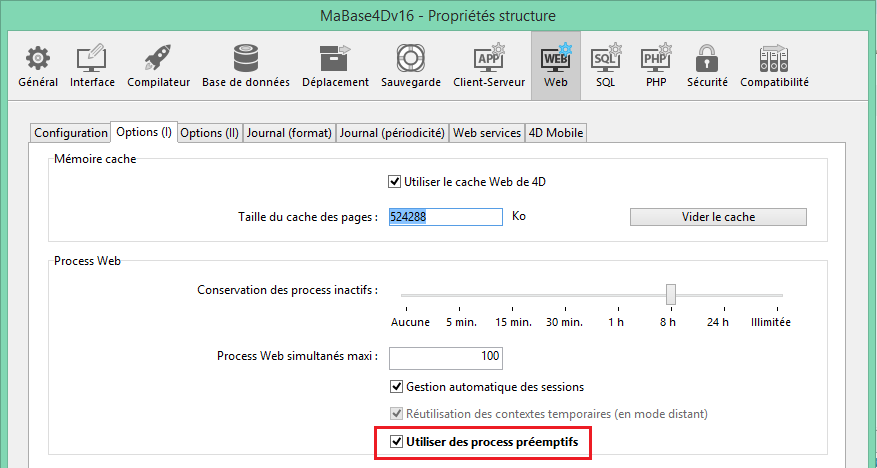 MaBase4Dv16 - Propriétés structure
APP WEB SQL PHP
Général Interface Compilateur Base de données Déplacement Sauvegarde Client-Serveur Web SQL PHP Sécurité Compatibilité
Configuration Options (I) Options (II) Journal (format) Journal (périodicité) Web services 4D Mobile
Mémoire cache
Utiliser le cache Web de 4D
Taille du cache des pages : 524288 Ko Vider le cache
Process Web
Conservation des process inactifs :
Aucune 5 min. 15 min. 30 min. 1 h 8 h 24 h Illimitée
Process Web simultanés maxi : 100
Gestion automatique des sessions
Réutilisation des contextes temporaires (en mode distant)
Utiliser des process préemptifs